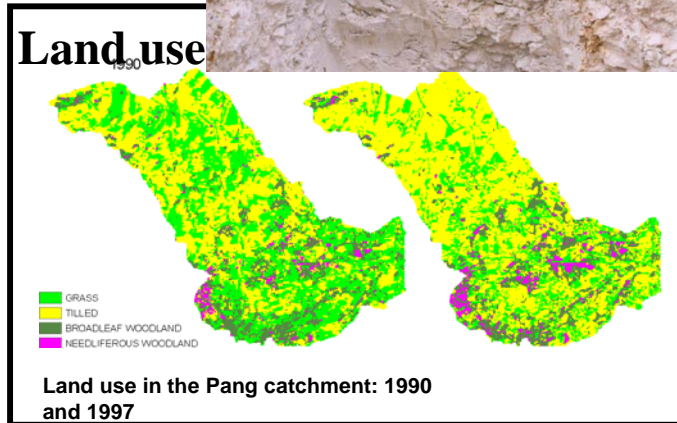 Land use
1990
GRASS
TILLED
BROADLEAF WOODLAND
NEEDLIFEROUS WOODLAND
Land use in the Pang catchment: 1990
and 1997